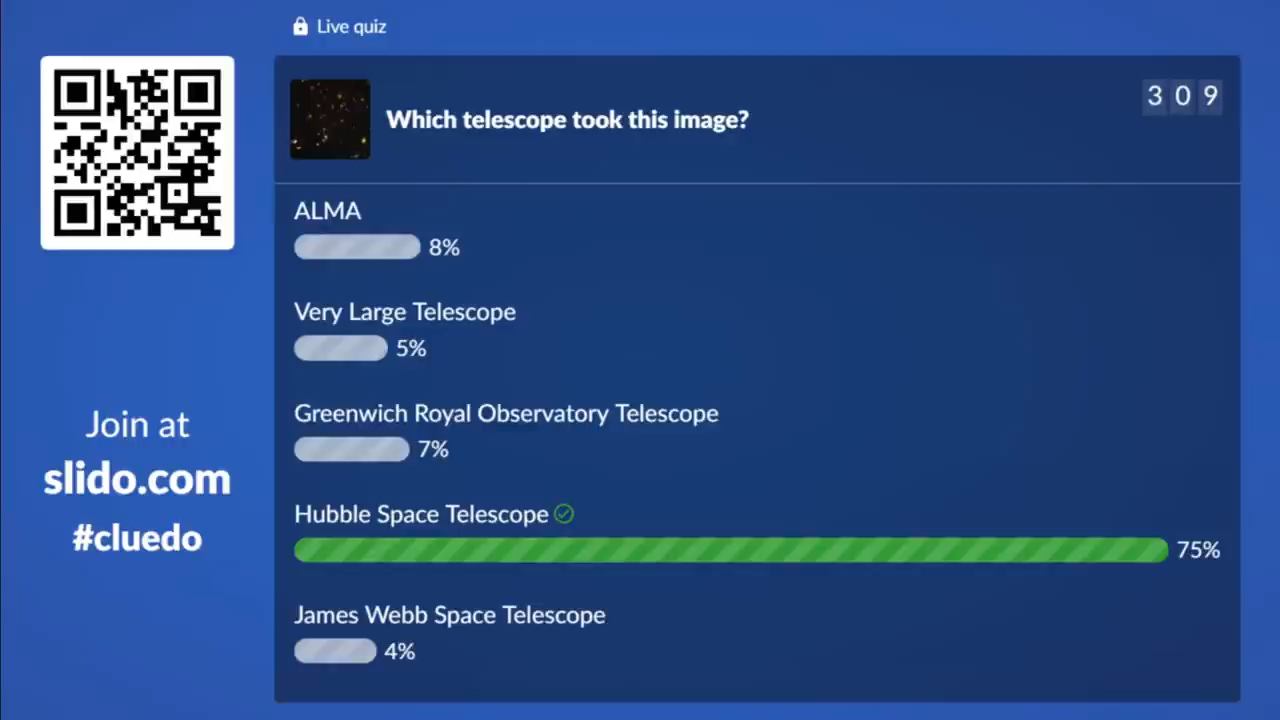 Live quiz
Which telescope took this image?
309
ALMA
8%
Very Large Telescope
5%
Greenwich Royal Observatory Telescope
7%
Hubble Space Telescope
75%
James Webb Space Telescope
4%
Join at
slido.com
#cluedo